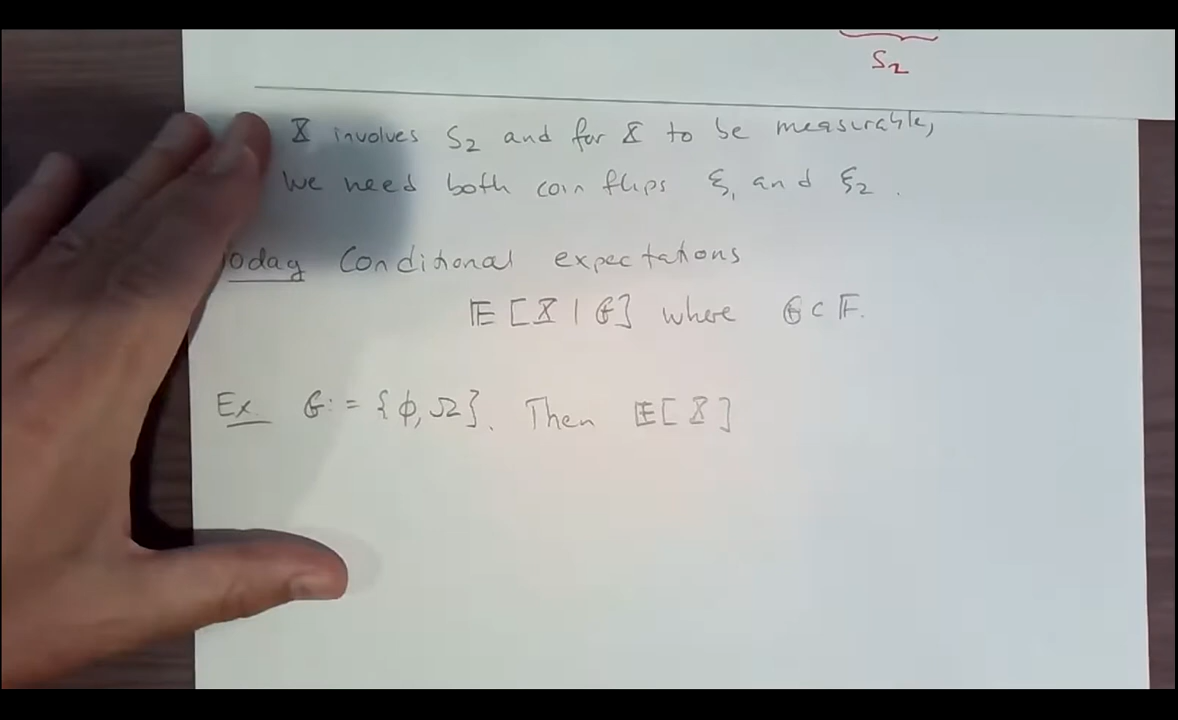 S₂
X involves S₂ and for X to be measurable,
we need both coin flips ξ₁ and ξ₂.
Today Conditional expectations
𝔼[X | G] where G ⊂ F.
Ex. G := {ϕ, Ω}. Then 𝔼[X]